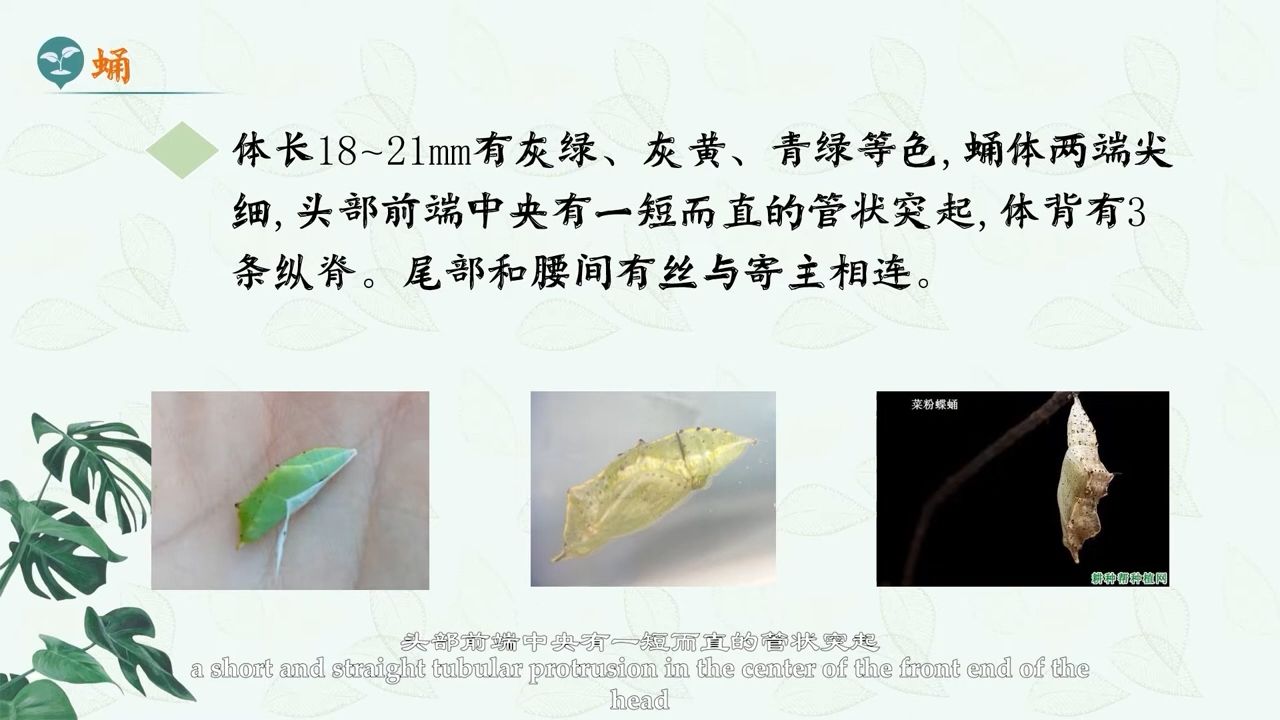 蛹
体长18~21mm有灰绿、灰黄、青绿等色,蛹体两端尖
细,头部前端中央有一短而直的管状突起,体背有3
条纵脊。尾部和腰间有丝与寄主相连。
菜粉蝶蛹
耕种帮种植网
头部前端中央有一短而直的管状突起
a short and straight tubular protrusion in the center of the front end of the
head